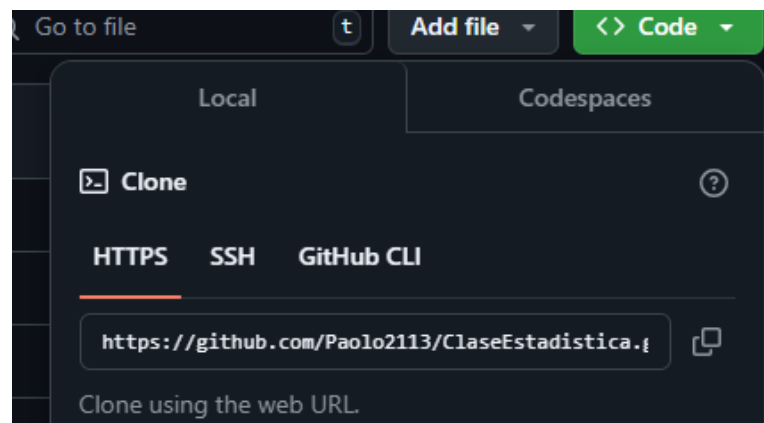 Go to file t Add file <> Code
Local Codespaces
Clone
HTTPS SSH GitHub CLI
https://github.com/Paolo2113/ClaseEstadistica.g
Clone using the web URL.